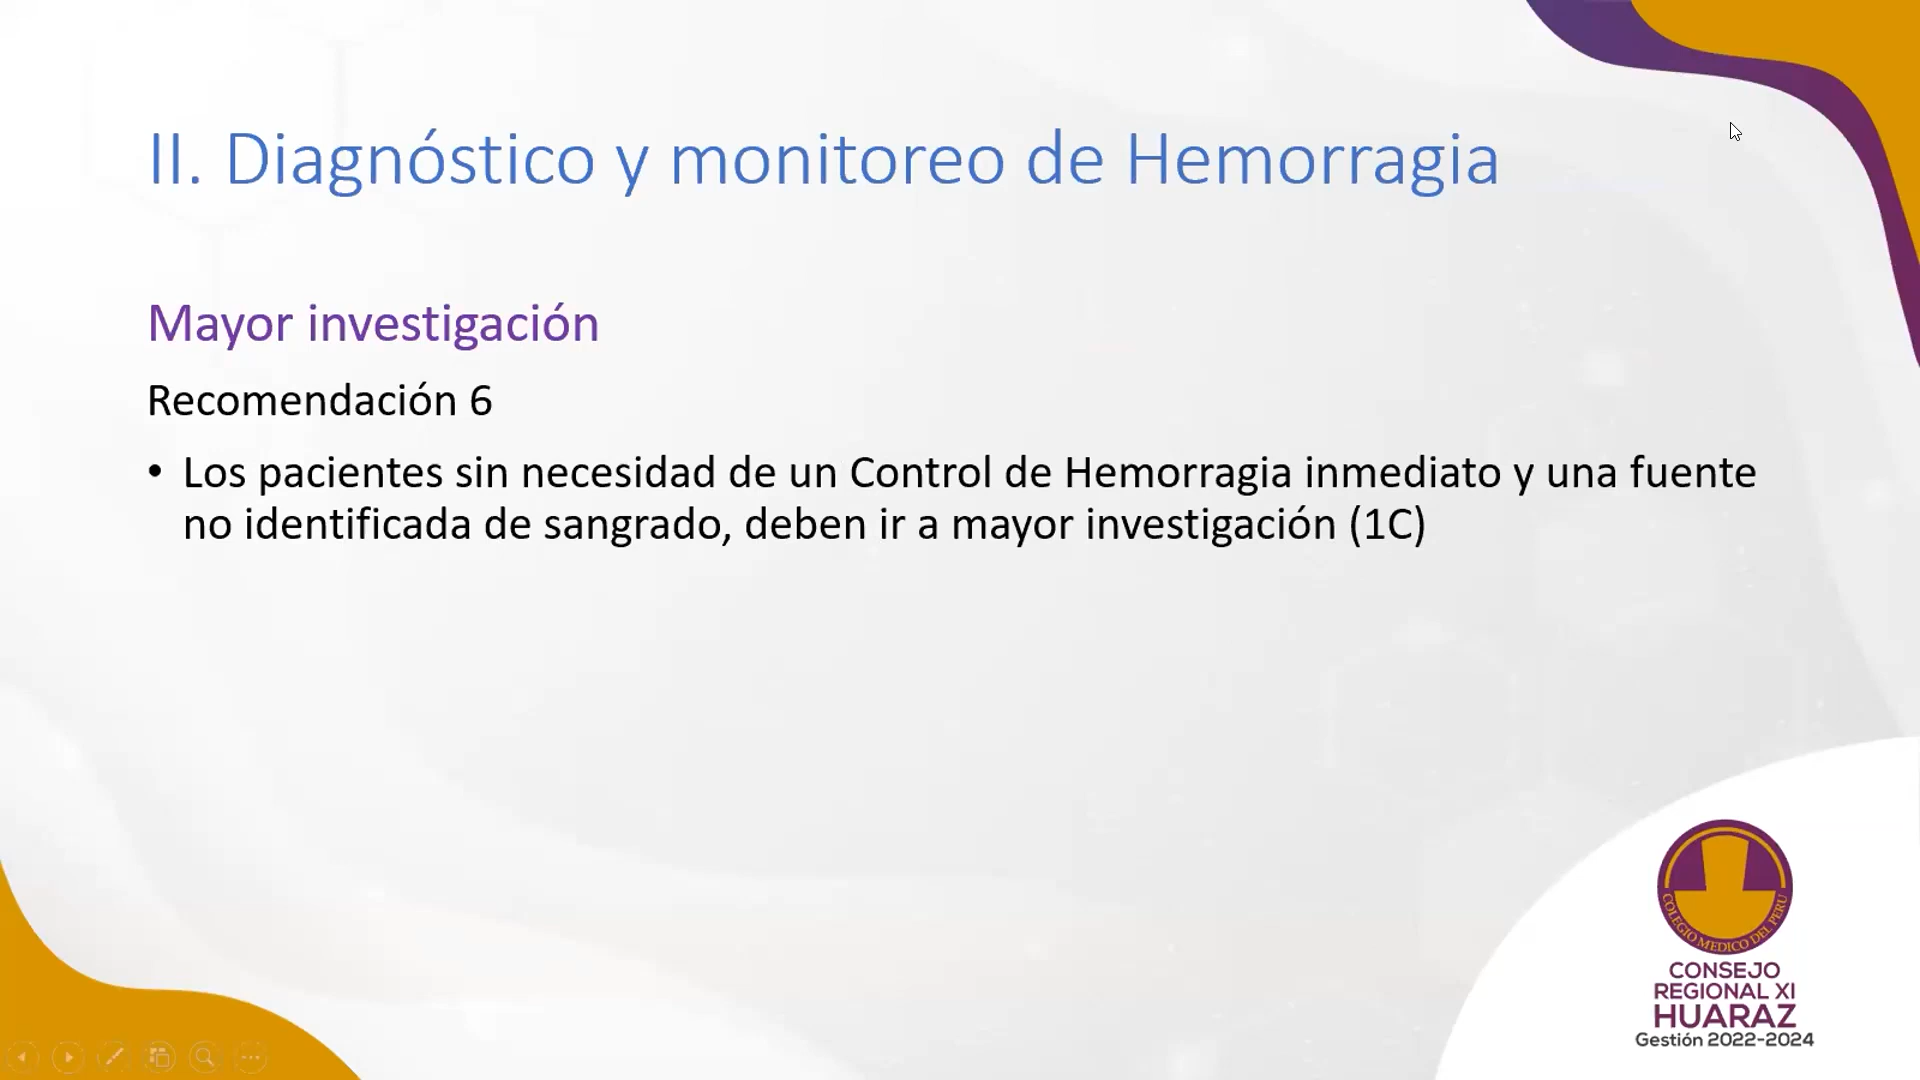 II. Diagnóstico y monitoreo de Hemorragia
Mayor investigación
Recomendación 6
• Los pacientes sin necesidad de un Control de Hemorragia inmediato y una fuente
no identificada de sangrado, deben ir a mayor investigación (1C)
COLEGIO MEDICO DEL PERU
CONSEJO
REGIONAL XI
HUARAZ
Gestión 2022-2024